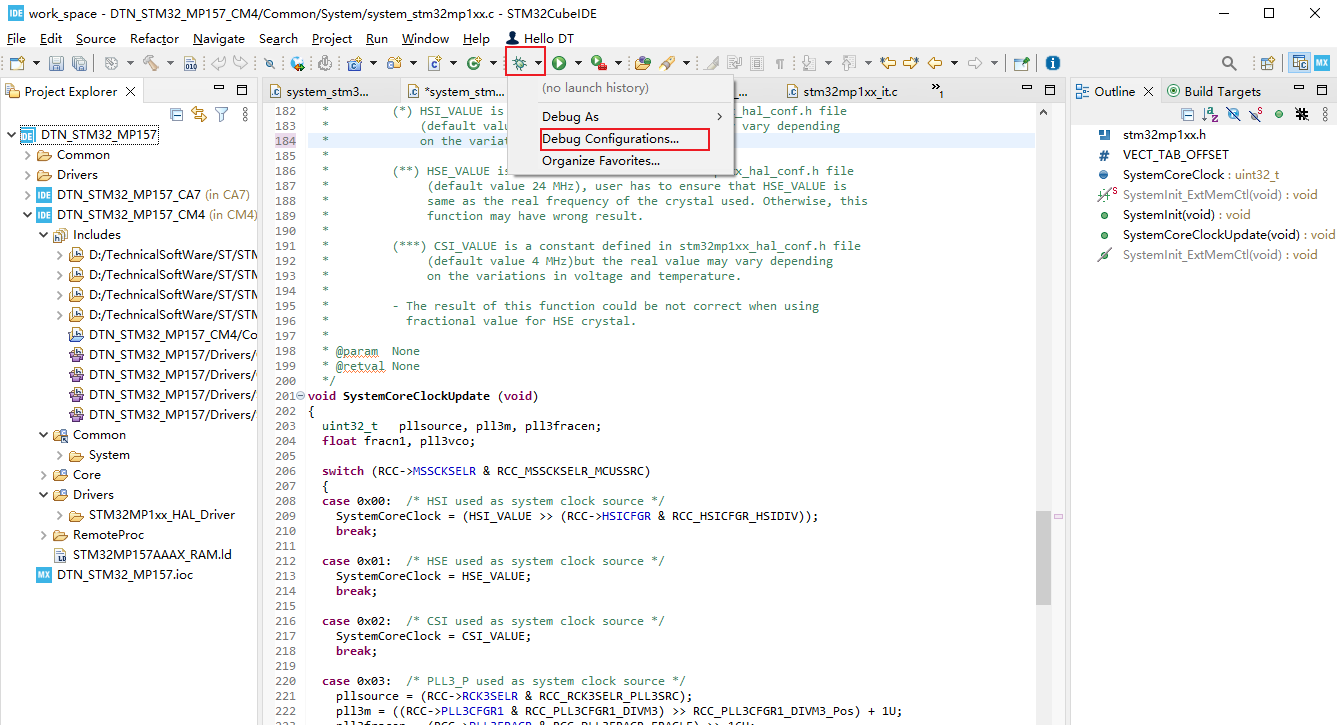 IDE work_space - DTN_STM32_MP157_CM4/Common/System/system_stm32mp1xx.c - STM32CubeIDE
File Edit Source Refactor Navigate Search Project Run Window Help Hello DT
Project Explorer
DTN_STM32_MP157
Common
Drivers
DTN_STM32_MP157_CA7 (in CA7)
DTN_STM32_MP157_CM4 (in CM4)
Includes
D:/TechnicalSoftWare/ST/STM
D:/TechnicalSoftWare/ST/STM
D:/TechnicalSoftWare/ST/STM
D:/TechnicalSoftWare/ST/STM
DTN_STM32_MP157_CM4/Co
DTN_STM32_MP157/Drivers/
DTN_STM32_MP157/Drivers/
DTN_STM32_MP157/Drivers/
DTN_STM32_MP157/Drivers/
Common
System
Core
Drivers
STM32MP1xx_HAL_Driver
RemoteProc
STM32MP157AAAX_RAM.ld
MX DTN_STM32_MP157.ioc
system_stm3... *system_stm... stm32mp1xx_it.c »1
(no launch history)
Debug As
Debug Configurations...
Organize Favorites...
182 * (*) HSI_VALUE is _hal_conf.h file
183 * (default valu vary depending
184 * on the variat
185 *
186 * (**) HSE_VALUE is _hal_conf.h file
187 * (default value 24 MHz), user has to ensure that HSE_VALUE is
188 * same as the real frequency of the crystal used. Otherwise, this
189 * function may have wrong result.
190 *
191 * (***) CSI_VALUE is a constant defined in stm32mp1xx_hal_conf.h file
192 * (default value 4 MHz)but the real value may vary depending
193 * on the variations in voltage and temperature.
194 *
195 * - The result of this function could be not correct when using
196 * fractional value for HSE crystal.
197 *
198 * @param None
199 * @retval None
200 */
201 void SystemCoreClockUpdate (void)
202 {
203 uint32_t pllsource, pll3m, pll3fracen;
204 float fracn1, pll3vco;
205
206 switch (RCC->MSSCKSELR & RCC_MSSCKSELR_MCUSSRC)
207 {
208 case 0x00: /* HSI used as system clock source */
209 SystemCoreClock = (HSI_VALUE >> (RCC->HSICFGR & RCC_HSICFGR_HSIDIV));
210 break;
211
212 case 0x01: /* HSE used as system clock source */
213 SystemCoreClock = HSE_VALUE;
214 break;
215
216 case 0x02: /* CSI used as system clock source */
217 SystemCoreClock = CSI_VALUE;
218 break;
219
220 case 0x03: /* PLL3_P used as system clock source */
221 pllsource = (RCC->RCK3SELR & RCC_RCK3SELR_PLL3SRC);
222 pll3m = ((RCC->PLL3CFGR1 & RCC_PLL3CFGR1_DIVM3) >> RCC_PLL3CFGR1_DIVM3_Pos) + 1U;
Outline Build Targets
stm32mp1xx.h
# VECT_TAB_OFFSET
SystemCoreClock : uint32_t
SystemInit_ExtMemCtl(void) : void
SystemInit(void) : void
SystemCoreClockUpdate(void) : void
SystemInit_ExtMemCtl(void) : void